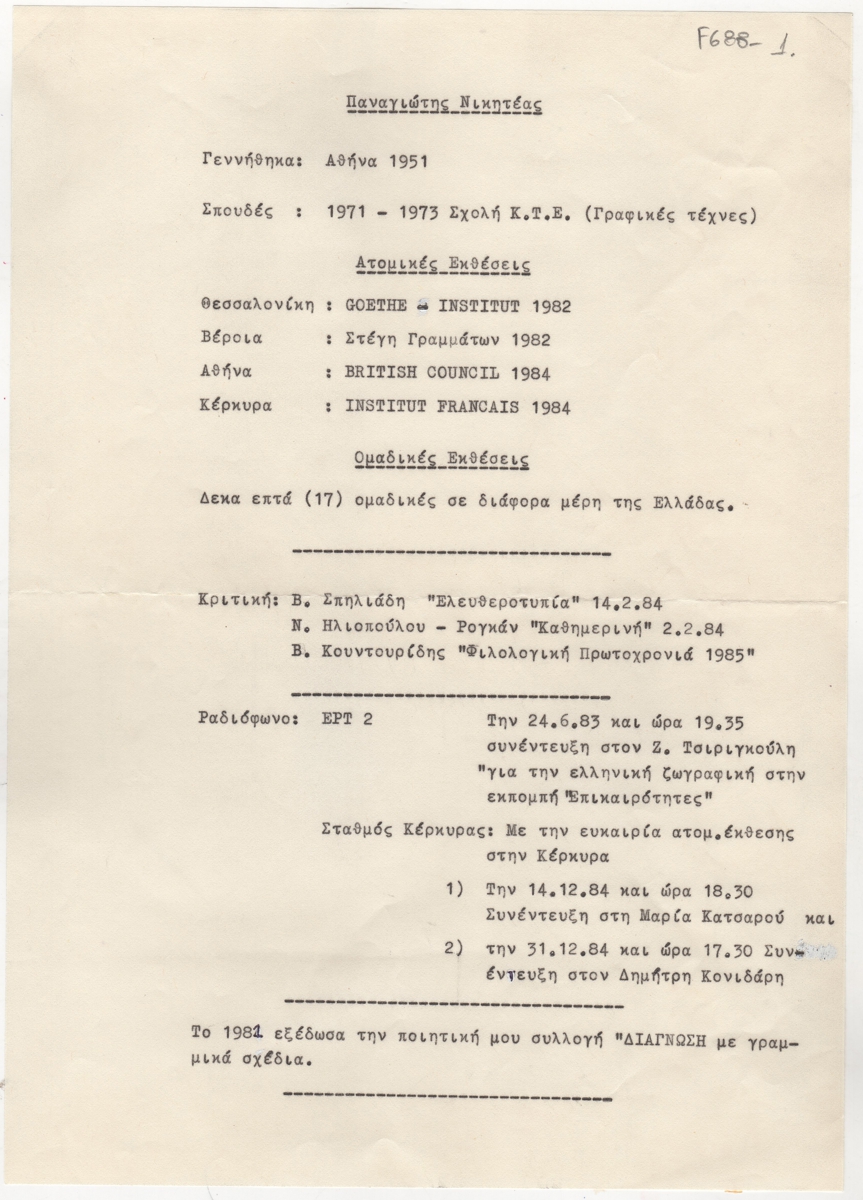 F688- 1.
Παναγιώτης Νικητέας
Γεννήθηκα: Αθήνα 1951
Σπουδές : 1971 - 1973 Σχολή Κ.Τ.Ε. (Γραφικές τέχνες)
Ατομικές Εκθέσεις
Θεσσαλονίκη : GOETHE - INSTITUT 1982
Βέροια : Στέγη Γραμμάτων 1982
Αθήνα : BRITISH COUNCIL 1984
Κέρκυρα : INSTITUT FRANCAIS 1984
Ομαδικές Εκθέσεις
Δεκα επτά (17) ομαδικές σε διάφορα μέρη της Ελλάδας.
Κριτική: Β. Σπηλιάδη "Ελευθεροτυπία" 14.2.84
Ν. Ηλιοπούλου - Ρογκάν "Καθημερινή" 2.2.84
Β. Κουντουρίδης "Φιλολογική Πρωτοχρονιά 1985"
Ραδιόφωνο: ΕΡΤ 2 Την 24.6.83 και ώρα 19.35
συνέντευξη στον Ζ. Τσιριγκούλη
"για την ελληνική ζωγραφική στην
εκπομπή "Επικαιρότητες"
Σταθμός Κέρκυρας: Με την ευκαιρία ατομ.έκθεσης
στην Κέρκυρα
1) Την 14.12.84 και ώρα 18.30
Συνέντευξη στη Μαρία Κατσαρού και
2) την 31.12.84 και ώρα 17.30 Συν-
έντευξη στον Δημήτρη Κονιδάρη
Το 1981 εξέδωσα την ποιητική μου συλλογή "ΔΙΑΓΝΩΣΗ με γραμ-
μικά σχέδια.